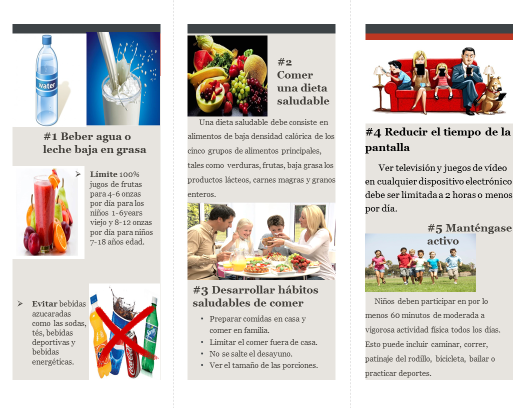 water
#1 Beber agua o
leche baja en grasa
Límite 100%
jugos de frutas
para 4-6 onzas
por día para los
niños 1-6years
viejo y 8-12 onzas
por día para niños
7-18 años edad.
Evitar bebidas
azucaradas
como las sodas,
tés, bebidas
deportivas y
bebidas
energéticas.
#2
Comer
una dieta
saludable
Una dieta saludable debe consiste en
alimentos de baja densidad calórica de los
cinco grupos de alimentos principales,
tales como verduras, frutas, baja grasa los
productos lácteos, carnes magras y granos
enteros.
#3 Desarrollar hábitos
saludables de comer
• Preparar comidas en casa y
comer en familia.
• Limitar el comer fuera de casa.
• No se salte el desayuno.
• Ver el tamaño de las porciones.
#4 Reducir el tiempo de la
pantalla
Ver televisión y juegos de vídeo
en cualquier dispositivo electrónico
debe ser limitada a 2 horas o menos
por día.
#5 Manténgase
activo
Niños deben participan en por lo
menos 60 minutos de moderada a
vigorosa actividad física todos los días.
Esto puede incluir caminar, correr,
patinaje del rodillo, bicicleta, bailar o
practicar deportes.